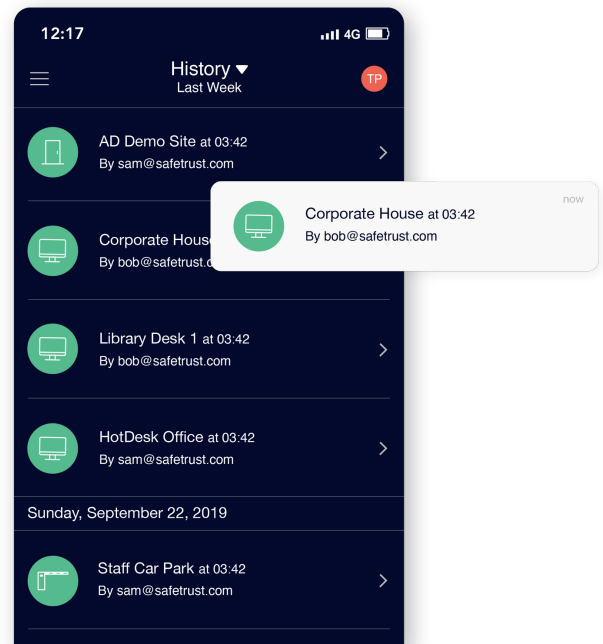 12:17
4G
History
Last Week
TP
AD Demo Site at 03:42
By sam@safetrust.com
now
Corporate House at 03:42
By bob@safetrust.com
Corporate Hous
By bob@safetrust.c
Library Desk 1 at 03:42
By bob@safetrust.com
HotDesk Office at 03:42
By sam@safetrust.com
Sunday, September 22, 2019
Staff Car Park at 03:42
By sam@safetrust.com